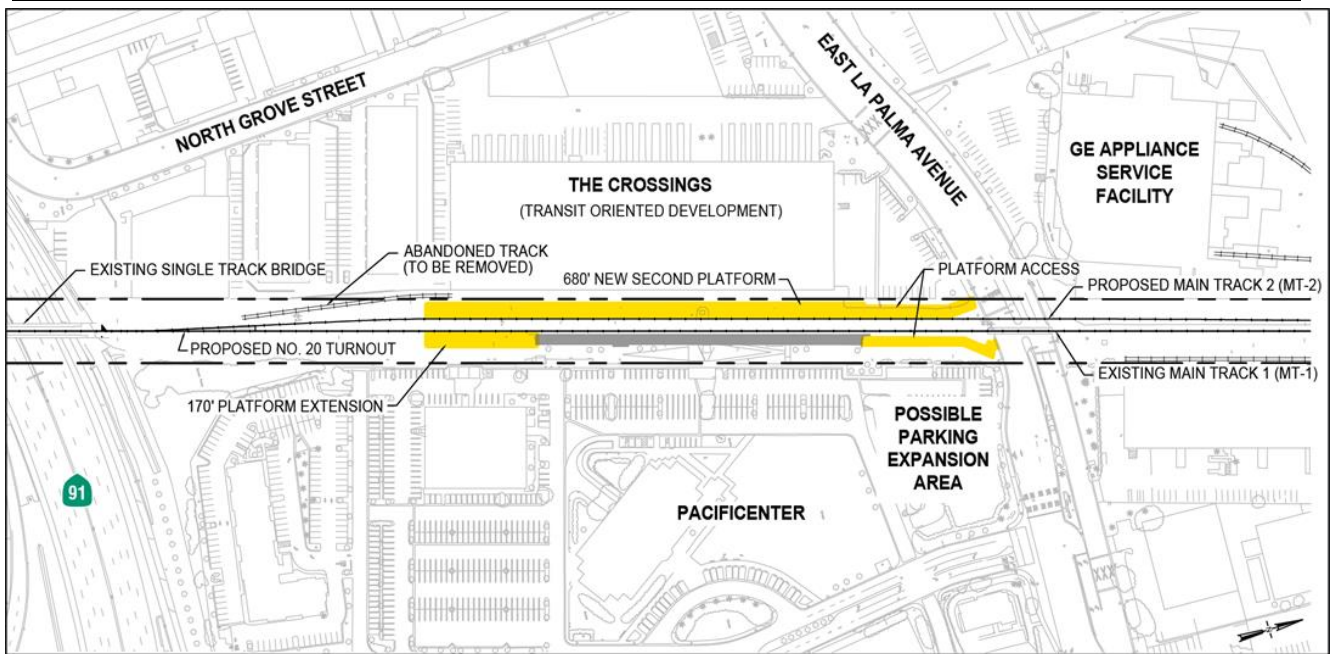 NORTH GROVE STREET
EAST LA PALMA AVENUE
GE APPLIANCE
SERVICE
FACILITY
THE CROSSINGS
(TRANSIT ORIENTED DEVELOPMENT)
EXISTING SINGLE TRACK BRIDGE
ABANDONED TRACK
(TO BE REMOVED)
680' NEW SECOND PLATFORM
PLATFORM ACCESS
PROPOSED MAIN TRACK 2 (MT-2)
PROPOSED NO. 20 TURNOUT
EXISTING MAIN TRACK 1 (MT-1)
170' PLATFORM EXTENSION
POSSIBLE
PARKING
EXPANSION
AREA
91
PACIFICENTER